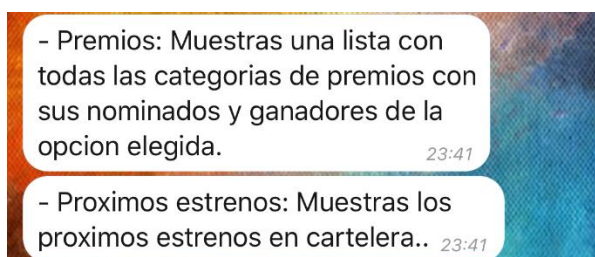 - Premios: Muestras una lista con
todas las categorias de premios con
sus nominados y ganadores de la
opcion elegida.
23:41
- Proximos estrenos: Muestras los
proximos estrenos en cartelera..
23:41